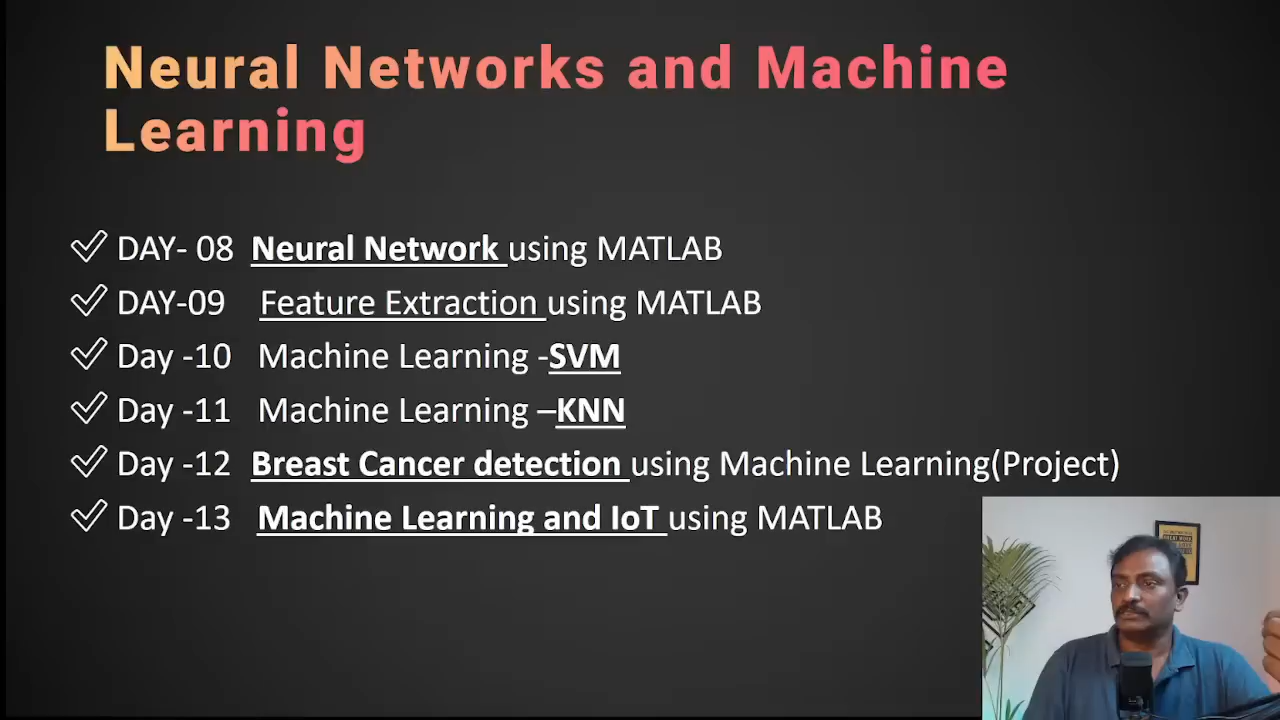 Neural Networks and Machine
Learning
DAY- 08 Neural Network using MATLAB
DAY-09 Feature Extraction using MATLAB
Day -10 Machine Learning -SVM
Day -11 Machine Learning –KNN
Day -12 Breast Cancer detection using Machine Learning(Project)
Day -13 Machine Learning and IoT using MATLAB